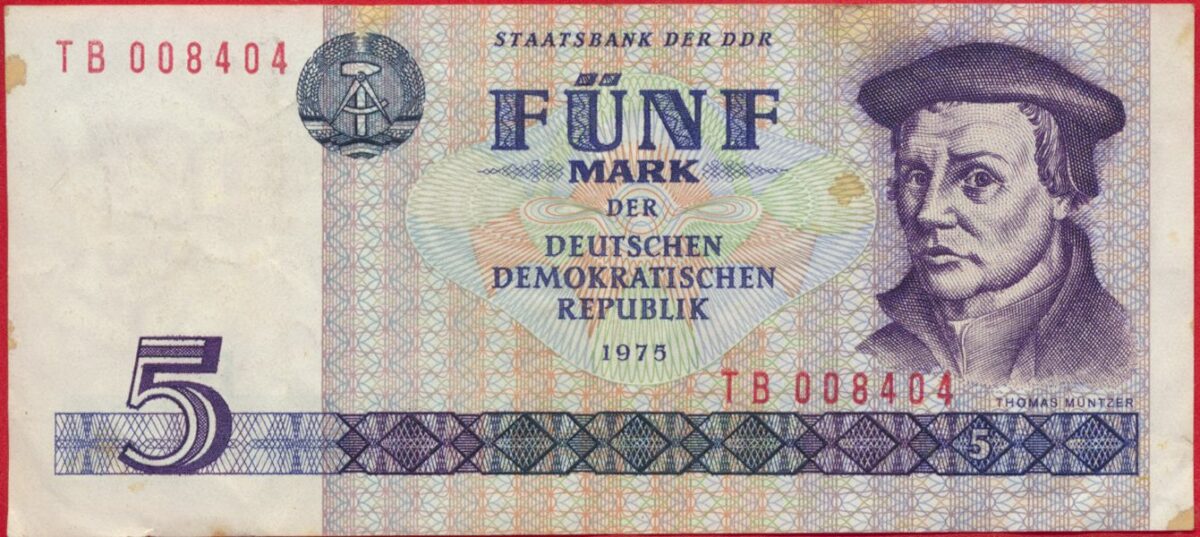 TB 008404
STAATSBANK DER DDR
FÜNF
MARK
DER
DEUTSCHEN
DEMOKRATISCHEN
REPUBLIK
1975
TB 008404
THOMAS MÜNTZER
5
5